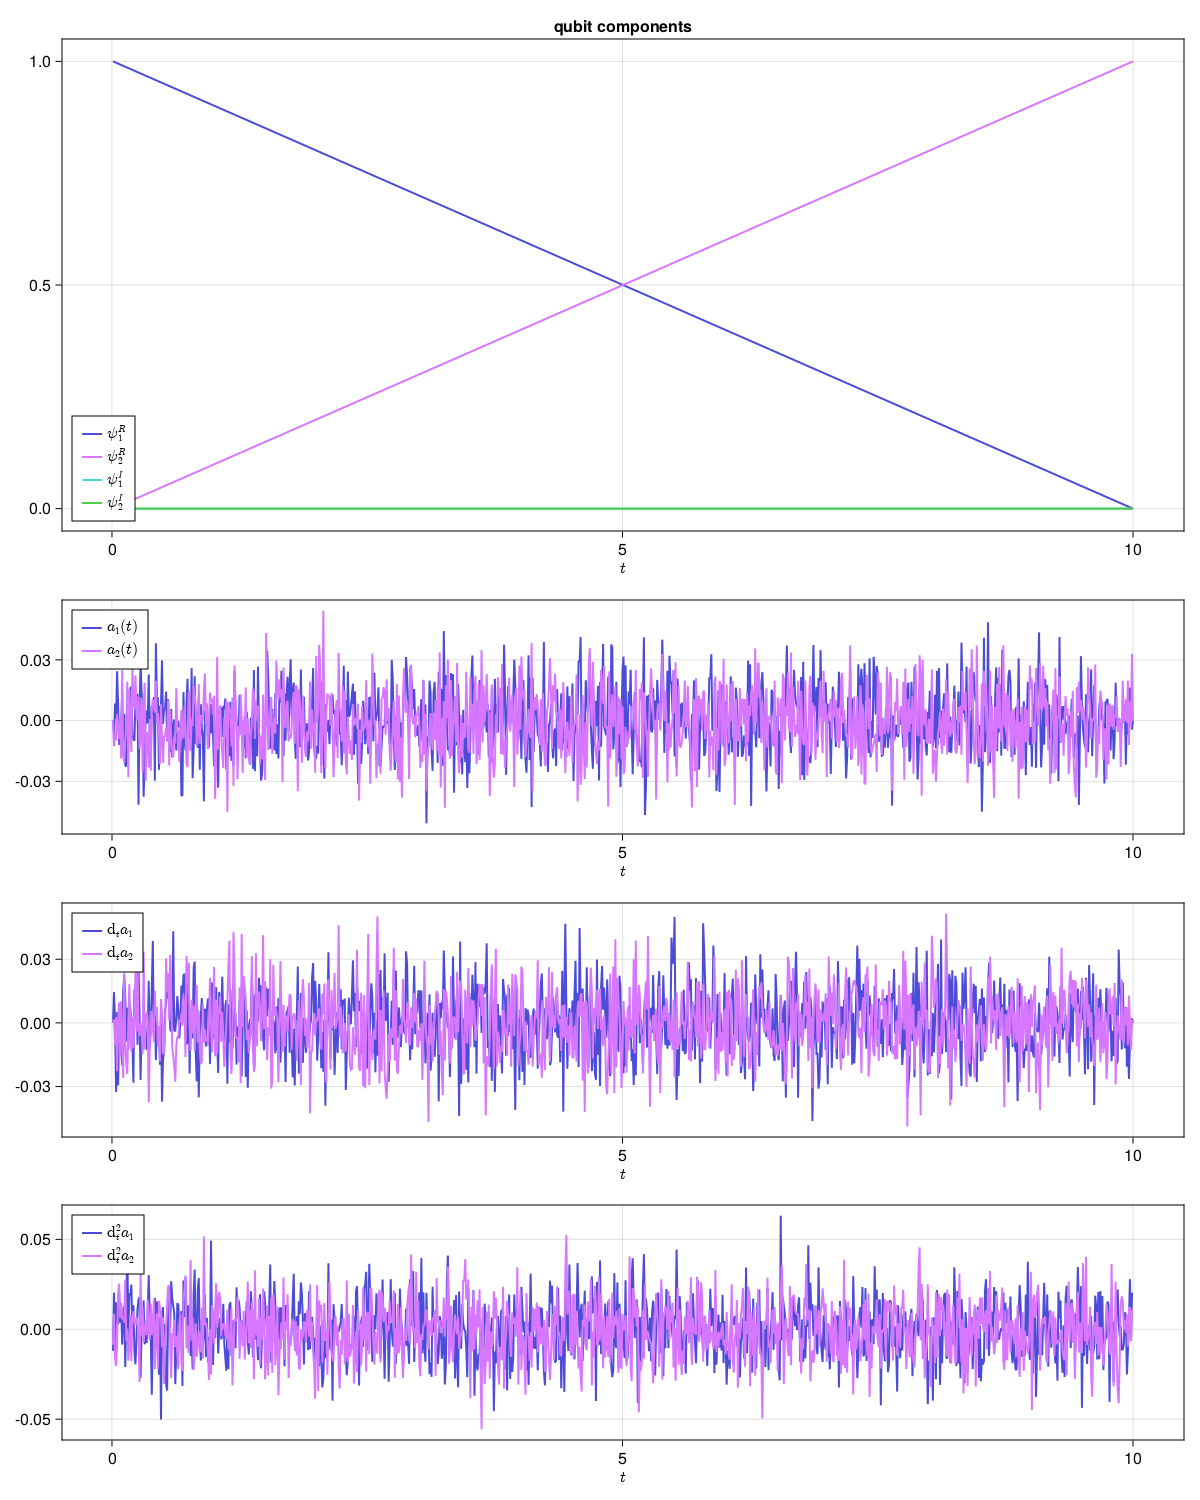 qubit components
1.0
0.5
0.0
ψ₁ᴿ
ψ₂ᴿ
ψ₁ᴵ
ψ₂ᴵ
0 5 10
t
a₁(t)
a₂(t)
0.03
0.00
-0.03
0 5 10
t
dₜa₁
dₜa₂
0.03
0.00
-0.03
0 5 10
t
dₜ²a₁
dₜ²a₂
0.05
0.00
-0.05
0 5 10
t